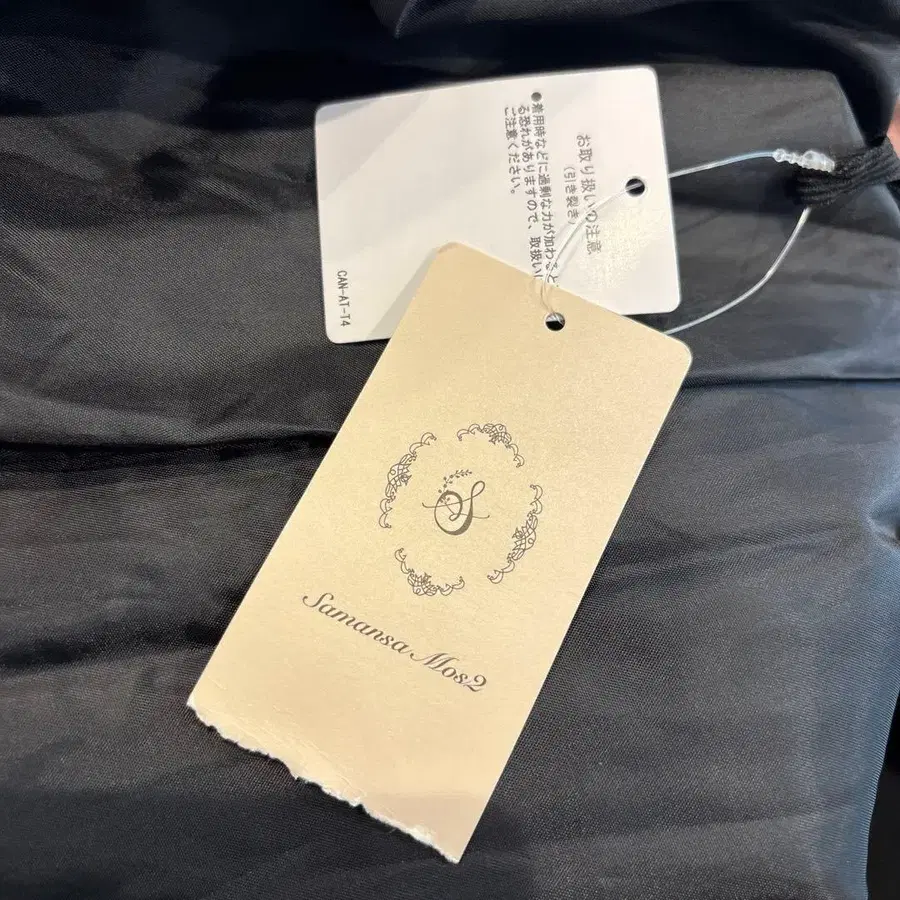 お取り扱いの注意
(引き裂き)
●着用時などに過剰な力が加わると
る恐れがありますので、取扱い
ご注意ください。
CAN-AT-T4
S
Samansa Mos2